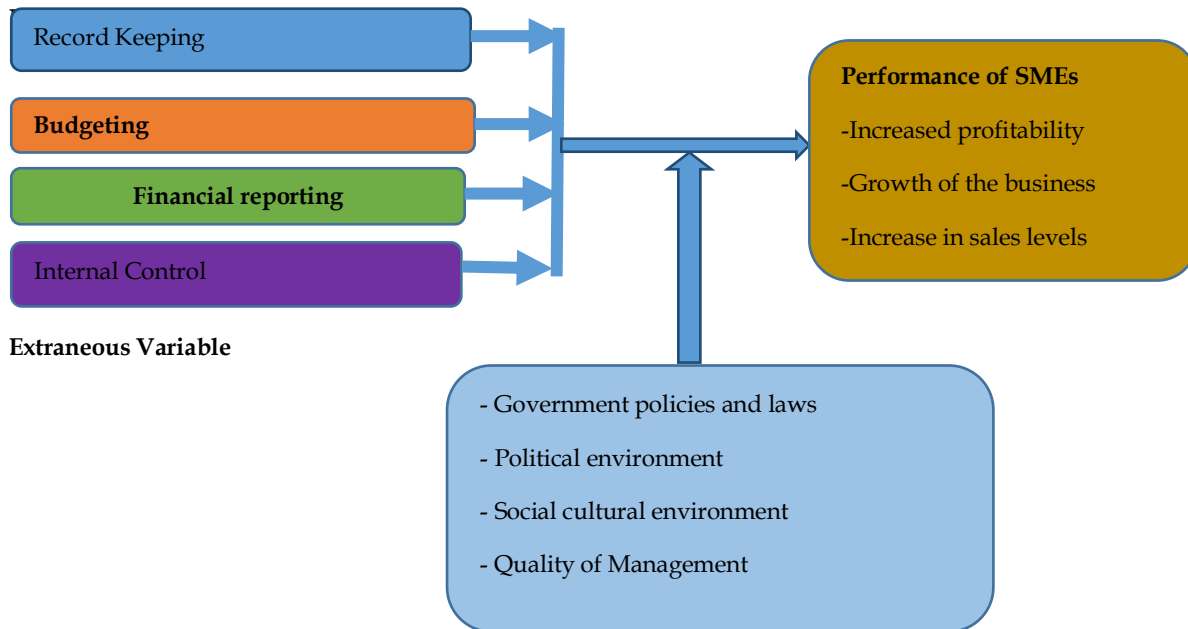 Record Keeping
Performance of SMEs
-Increased profitability
Budgeting
-Growth of the business
Financial reporting
-Increase in sales levels
Internal Control
Extraneous Variable
- Government policies and laws
- Political environment
- Social cultural environment
- Quality of Management